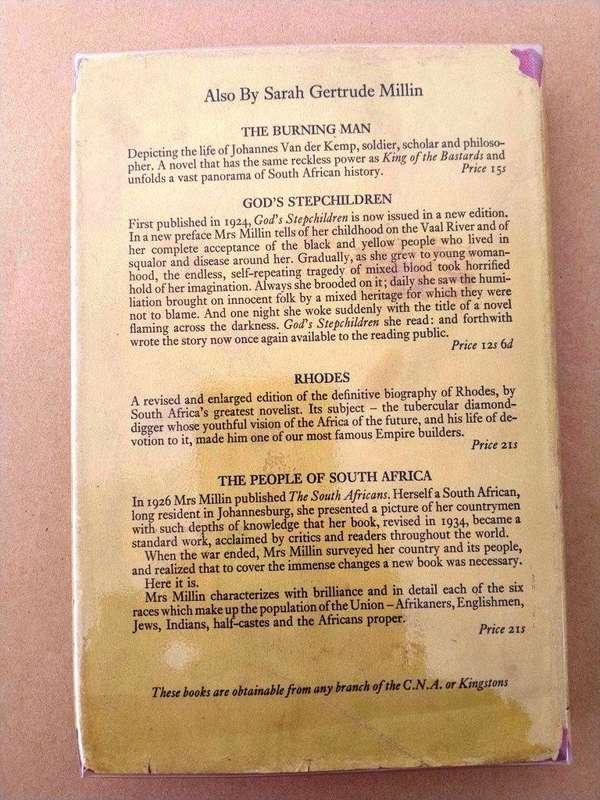 Also By Sarah Gertrude Millin
THE BURNING MAN
Depicting the life of Johannes Van der Kemp, soldier, scholar and philoso-
pher. A novel that has the same reckless power as King of the Bastards and
unfolds a vast panorama of South African history. Price 15s
GOD'S STEPCHILDREN
First published in 1924, God's Stepchildren is now issued in a new edition.
In a new preface Mrs Millin tells of her childhood on the Vaal River and of
her complete acceptance of the black and yellow people who lived in
squalor and disease around her. Gradually, as she grew to young woman-
hood, the endless, self-repeating tragedy of mixed blood took horrified
hold of her imagination. Always she brooded on it; daily she saw the humi-
liation brought on innocent folk by a mixed heritage for which they were
not to blame. And one night she woke suddenly with the title of a novel
flaming across the darkness. God's Stepchildren she read: and forthwith
wrote the story now once again available to the reading public.
Price 12s 6d
RHODES
A revised and enlarged edition of the definitive biography of Rhodes, by
South Africa's greatest novelist. Its subject – the tubercular diamond-
digger whose youthful vision of the Africa of the future, and his life of de-
votion to it, made him one of our most famous Empire builders.
Price 21s
THE PEOPLE OF SOUTH AFRICA
In 1926 Mrs Millin published The South Africans. Herself a South African,
long resident in Johannesburg, she presented a picture of her countrymen
with such depths of knowledge that her book, revised in 1934, became a
standard work, acclaimed by critics and readers throughout the world.
When the war ended, Mrs Millin surveyed her country and its people,
and realized that to cover the immense changes a new book was necessary.
Here it is.
Mrs Millin characterizes with brilliance and in detail each of the six
races which make up the population of the Union – Afrikaners, Englishmen,
Jews, Indians, half-castes and the Africans proper.
Price 21s
These books are obtainable from any branch of the C.N.A. or Kingstons